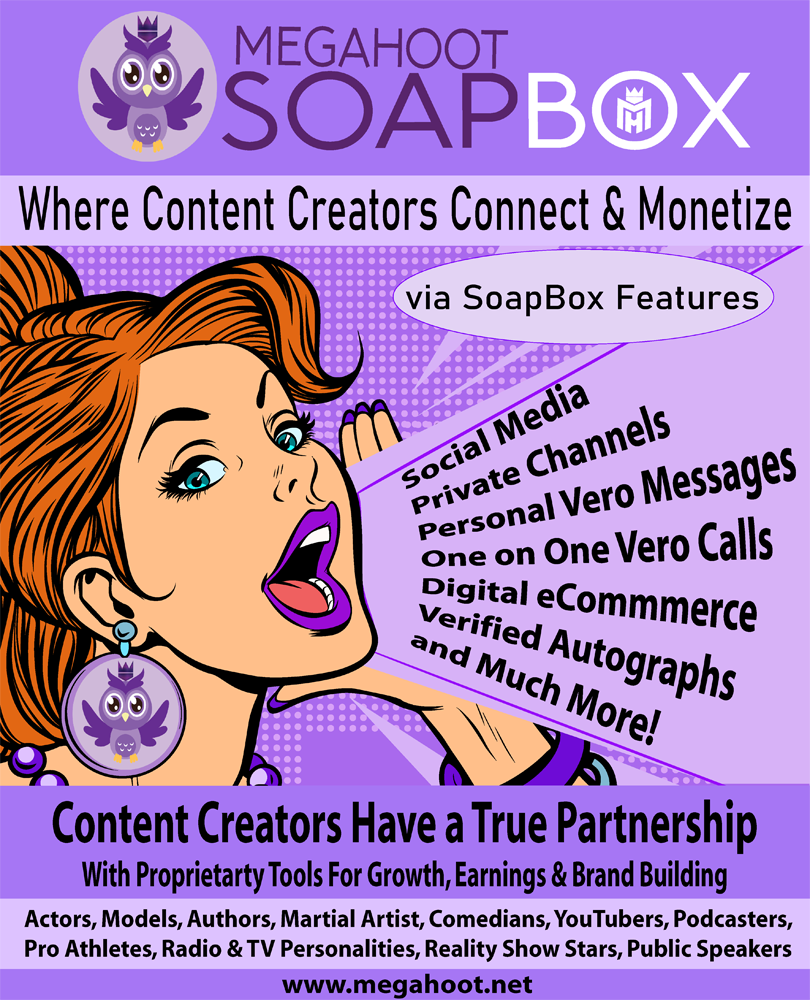 MEGAHOOT
SOAPBOX
Where Content Creators Connect & Monetize
via SoapBox Features
Social Media
Private Channels
Personal Vero Messages
One on One Vero Calls
Digital eCommmerce
Verified Autographs
and Much More!
Content Creators Have a True Partnership
With Proprietarty Tools For Growth, Earnings & Brand Building
Actors, Models, Authors, Martial Artist, Comedians, YouTubers, Podcasters,
Pro Athletes, Radio & TV Personalities, Reality Show Stars, Public Speakers
www.megahoot.net